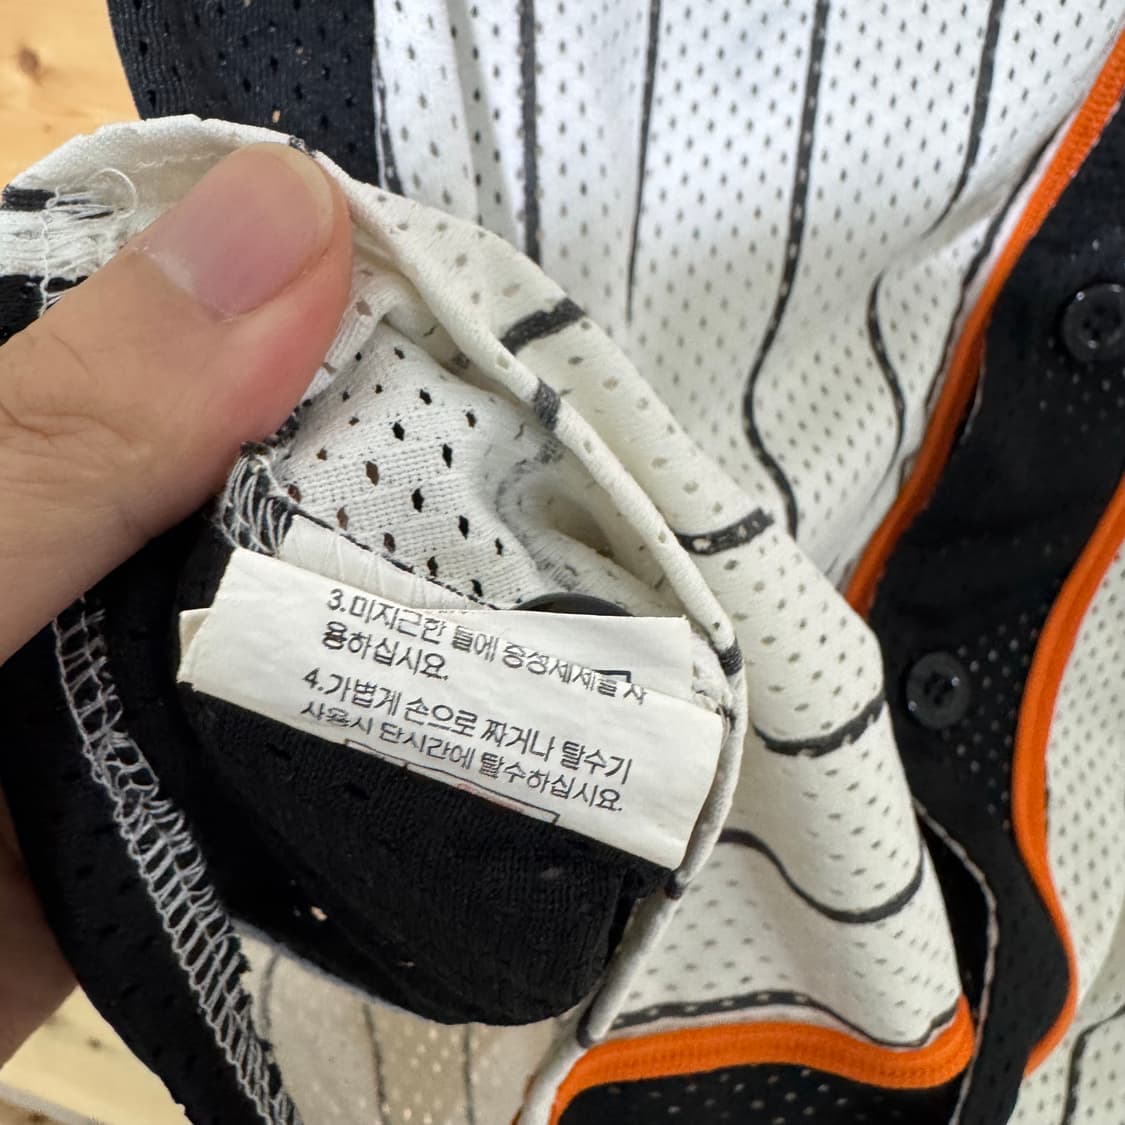 3.미지근한 물에 중성세제를 사
용하십시요.
4.가볍게 손으로 짜거나 탈수기
사용시 단시간에 탈수하십시요.